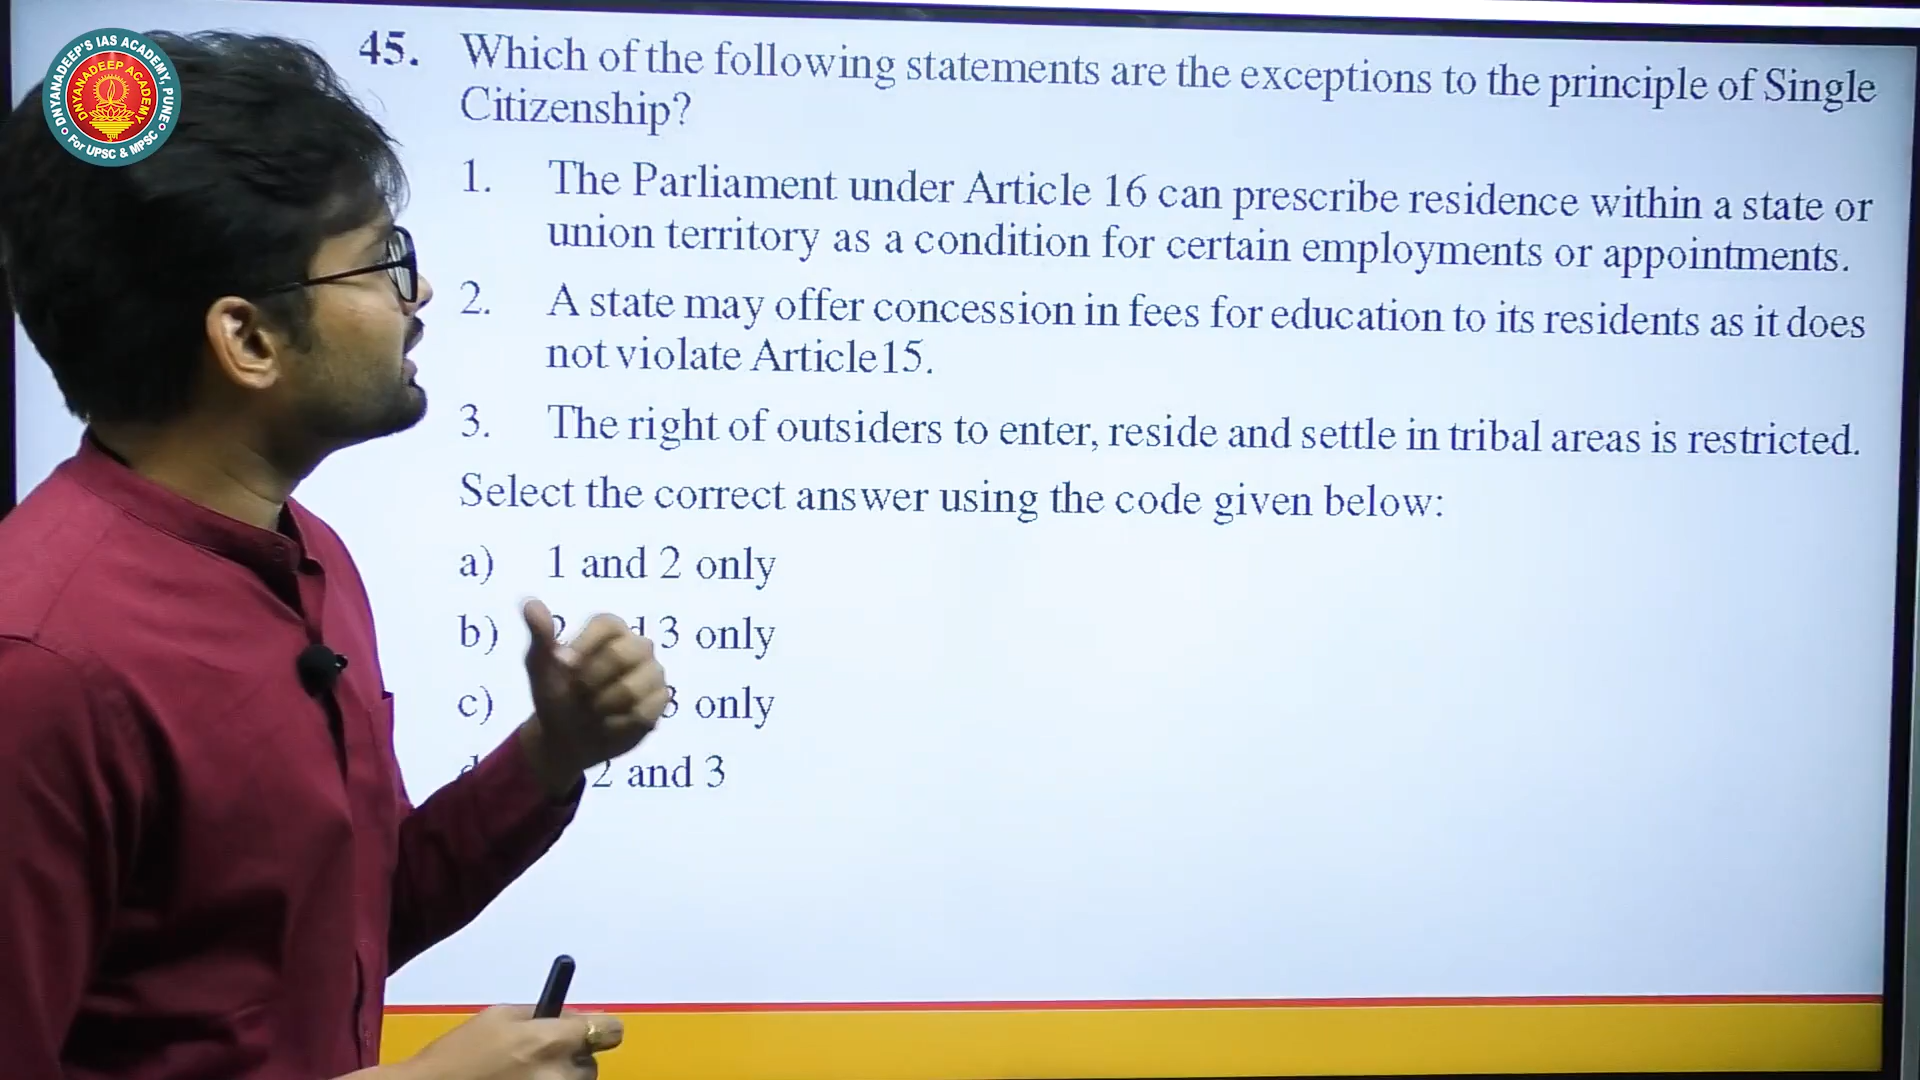 DNYANADEEP'S IAS ACADEMY, PUNE
DNYANADEEP ACADEMY
पुणे
For UPSC & MPSC
45. Which of the following statements are the exceptions to the principle of Single
Citizenship?
1. The Parliament under Article 16 can prescribe residence within a state or
union territory as a condition for certain employments or appointments.
2. A state may offer concession in fees for education to its residents as it does
not violate Article15.
3. The right of outsiders to enter, reside and settle in tribal areas is restricted.
Select the correct answer using the code given below:
a) 1 and 2 only
b) 3 only
c) 3 only
2 and 3